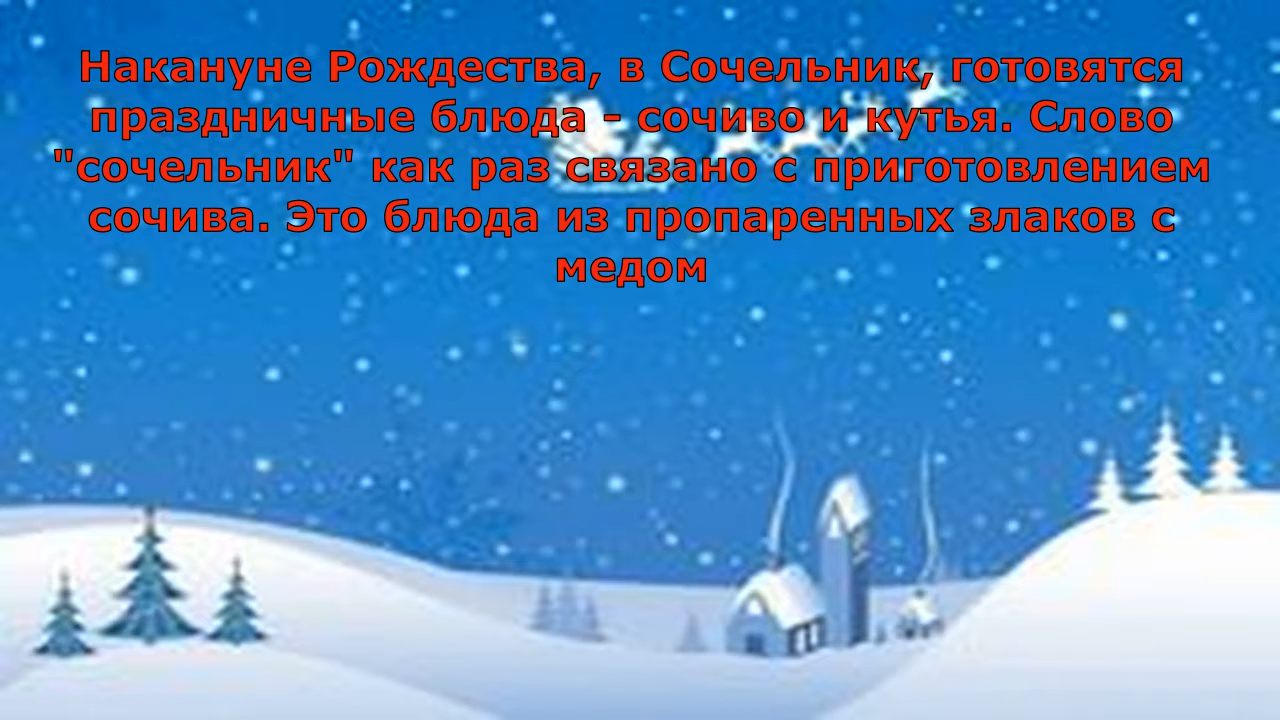 Накануне Рождества, в Сочельник, готовятся
праздничные блюда - сочиво и кутья. Слово
"сочельник" как раз связано с приготовлением
сочива. Это блюда из пропаренных злаков с
медом